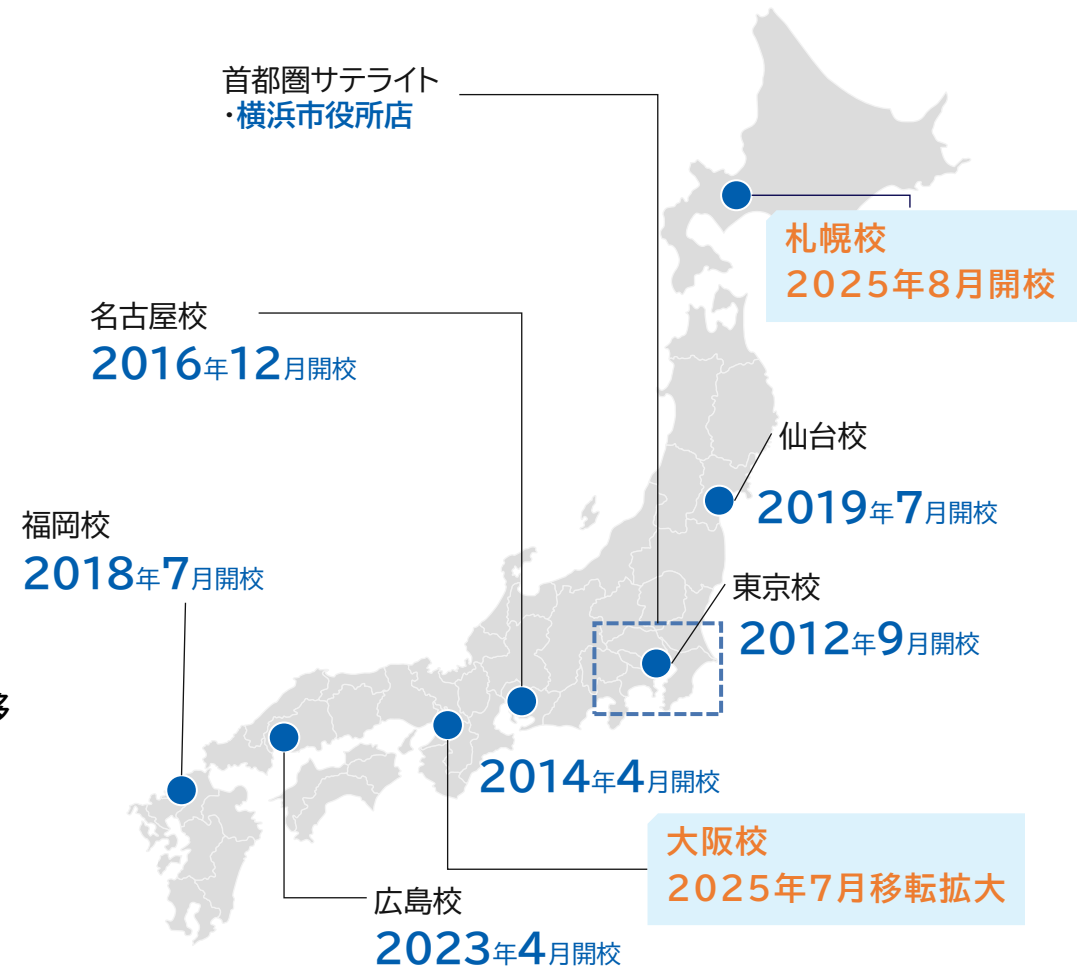 首都圏サテライト
・横浜市役所店
札幌校
2025年8月開校
名古屋校
2016年12月開校
仙台校
2019年7月開校
福岡校
2018年7月開校
東京校
2012年9月開校
2014年4月開校
大阪校
2025年7月移転拡大
広島校
2023年4月開校